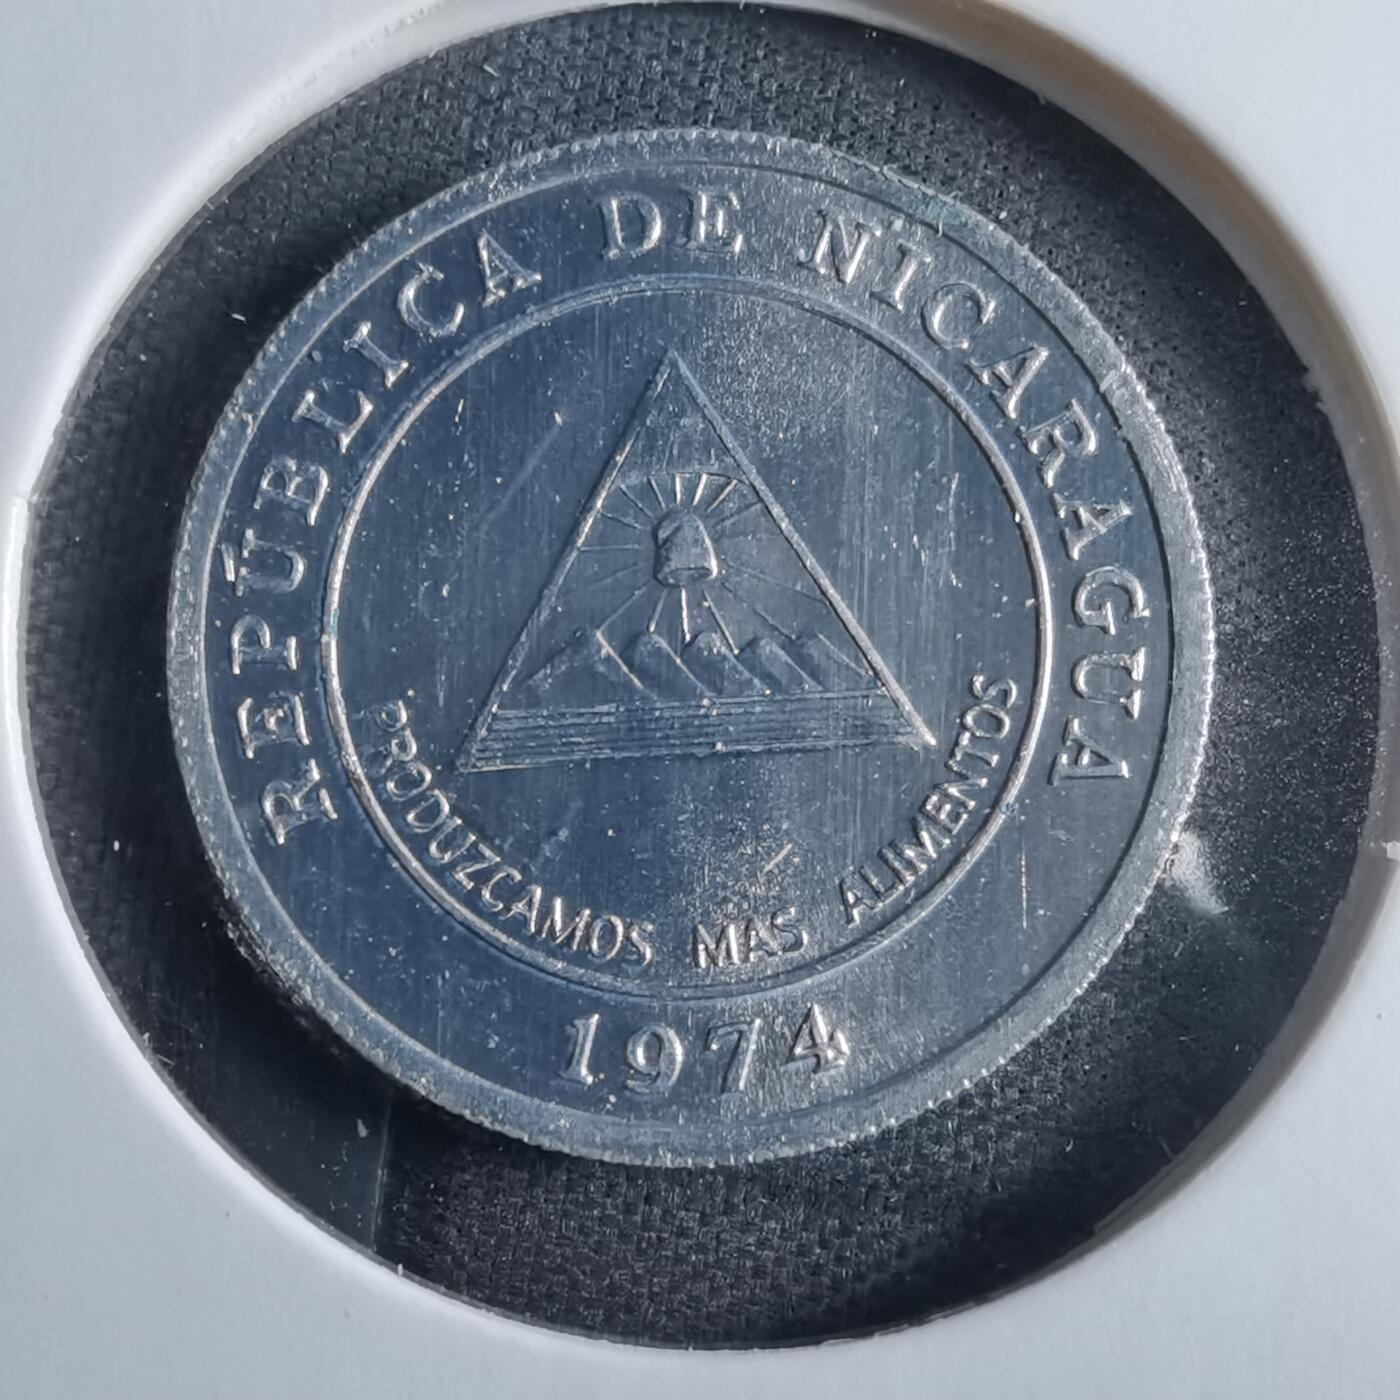 REPÚBLICA DE NICARAGUA
PRODUZCAMOS MAS ALIMENTOS
1974